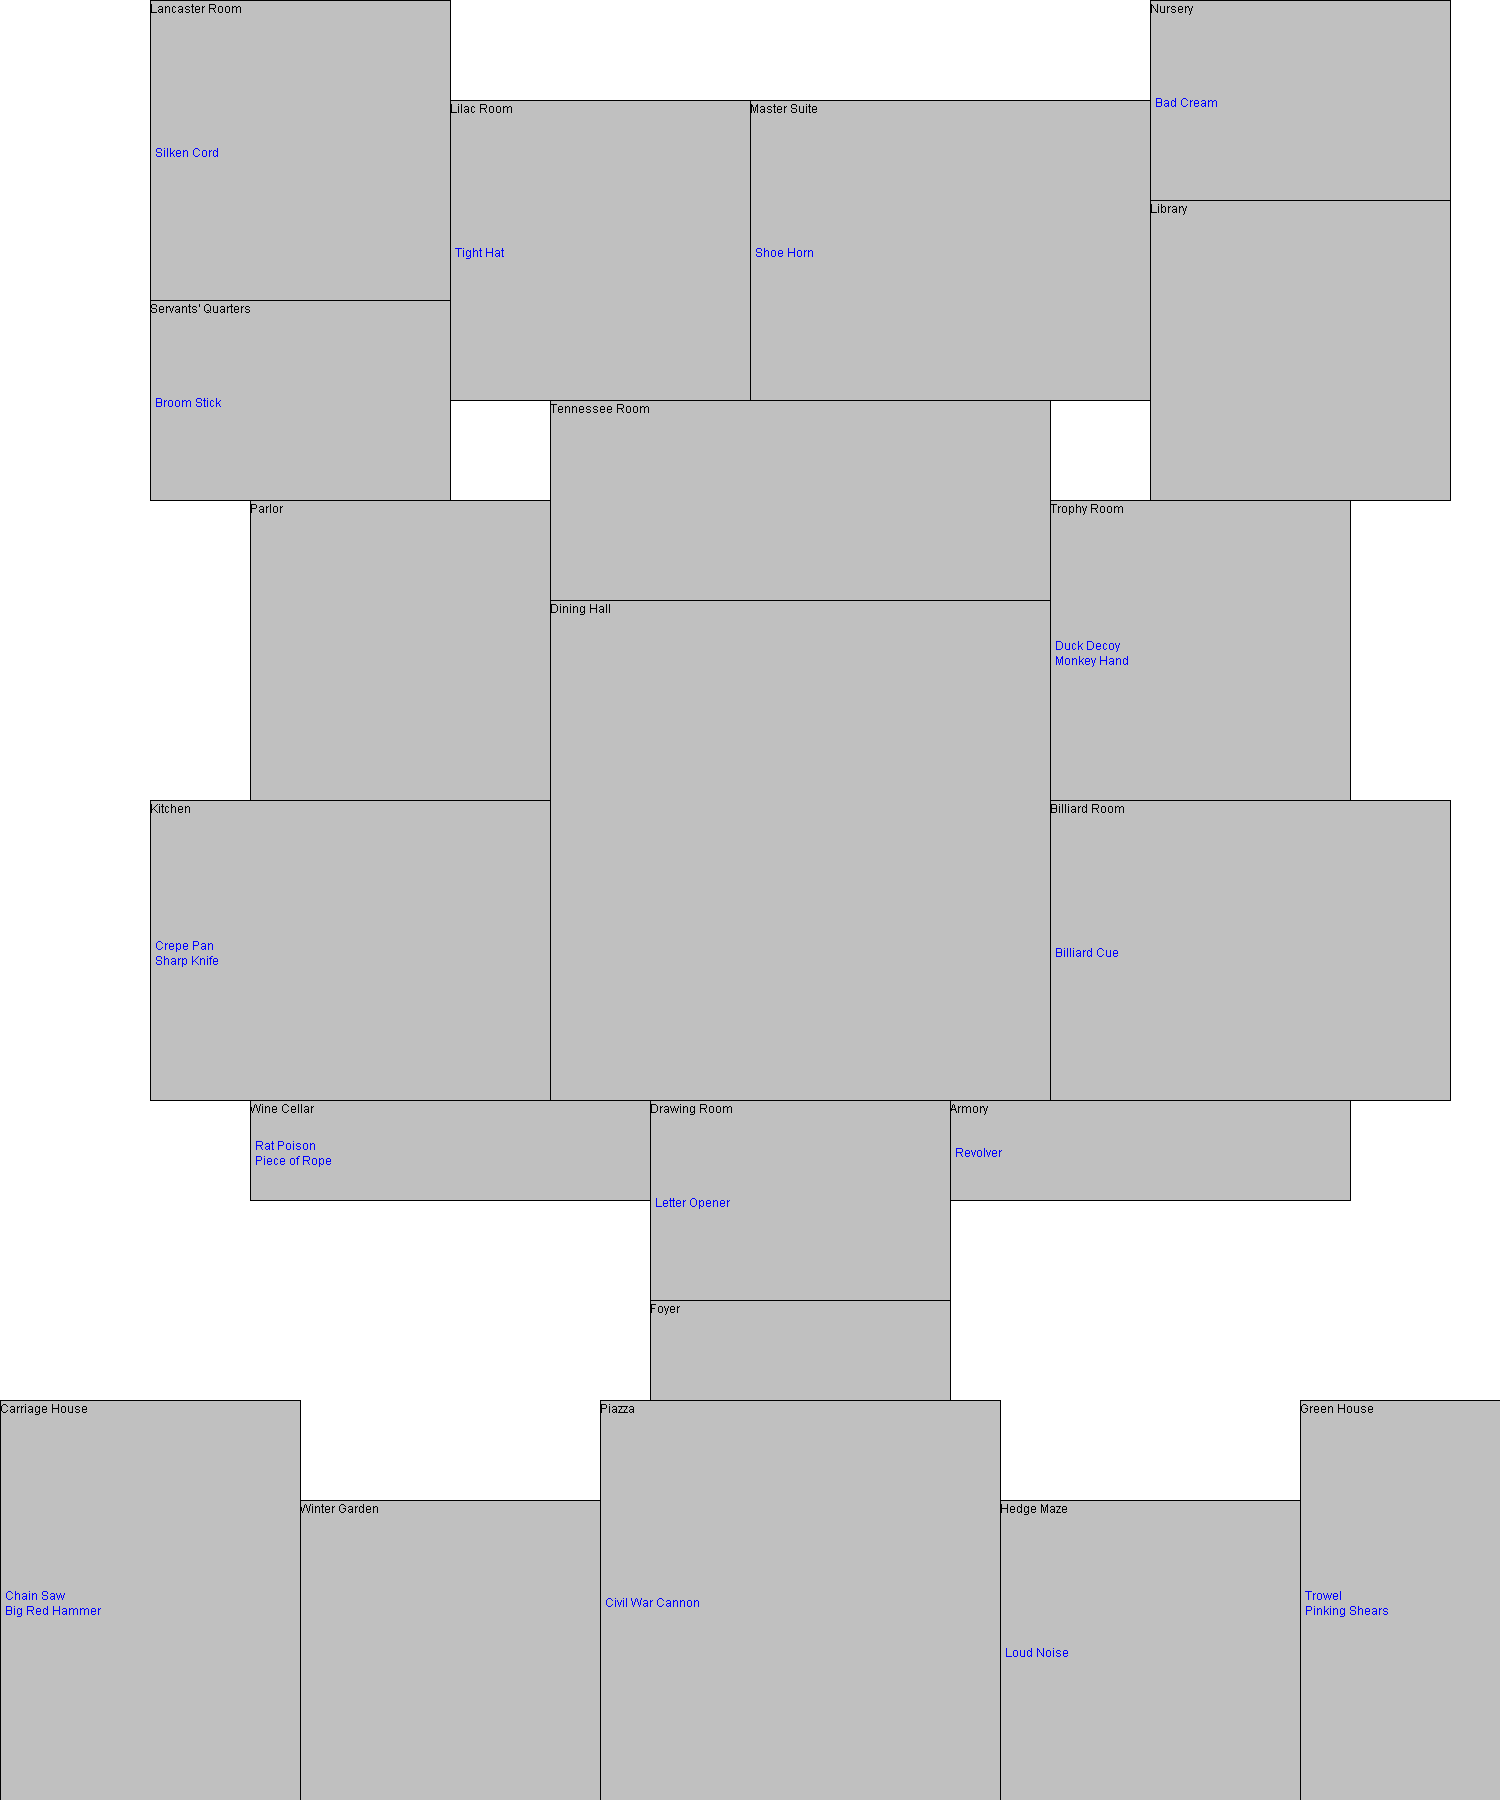 Lancaster Room
Nursery
Bad Cream
Lilac Room
Master Suite
Silken Cord
Library
Tight Hat
Shoe Horn
Servants' Quarters
Broom Stick
Tennessee Room
Parlor
Trophy Room
Dining Hall
Duck Decoy
Monkey Hand
Kitchen
Billiard Room
Crepe Pan
Sharp Knife
Billiard Cue
Wine Cellar
Drawing Room
Armory
Rat Poison
Piece of Rope
Revolver
Letter Opener
Foyer
Carriage House
Piazza
Green House
Winter Garden
Hedge Maze
Chain Saw
Big Red Hammer
Civil War Cannon
Trowel
Pinking Shears
Loud Noise